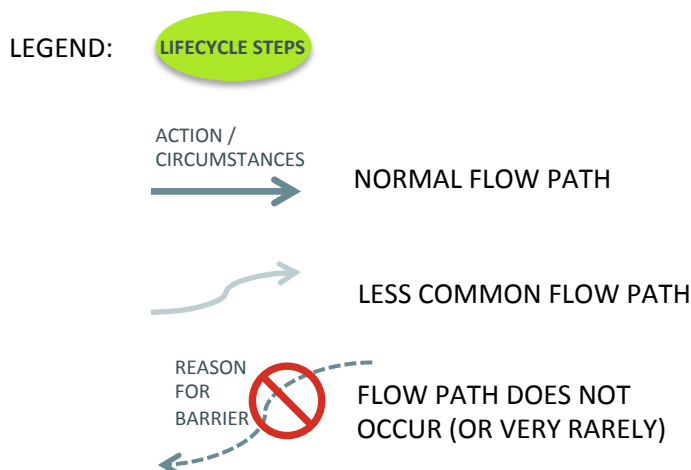 LEGEND:
LIFECYCLE STEPS
ACTION /
CIRCUMSTANCES
NORMAL FLOW PATH
LESS COMMON FLOW PATH
REASON
FOR
BARRIER
FLOW PATH DOES NOT
OCCUR (OR VERY RARELY)